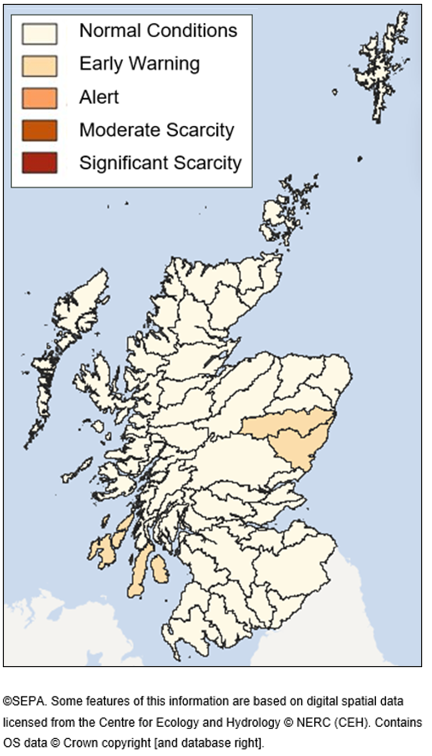 Normal Conditions
Early Warning
Alert
Moderate Scarcity
Significant Scarcity
©SEPA. Some features of this information are based on digital spatial data
licensed from the Centre for Ecology and Hydrology © NERC (CEH). Contains
OS data © Crown copyright [and database right].